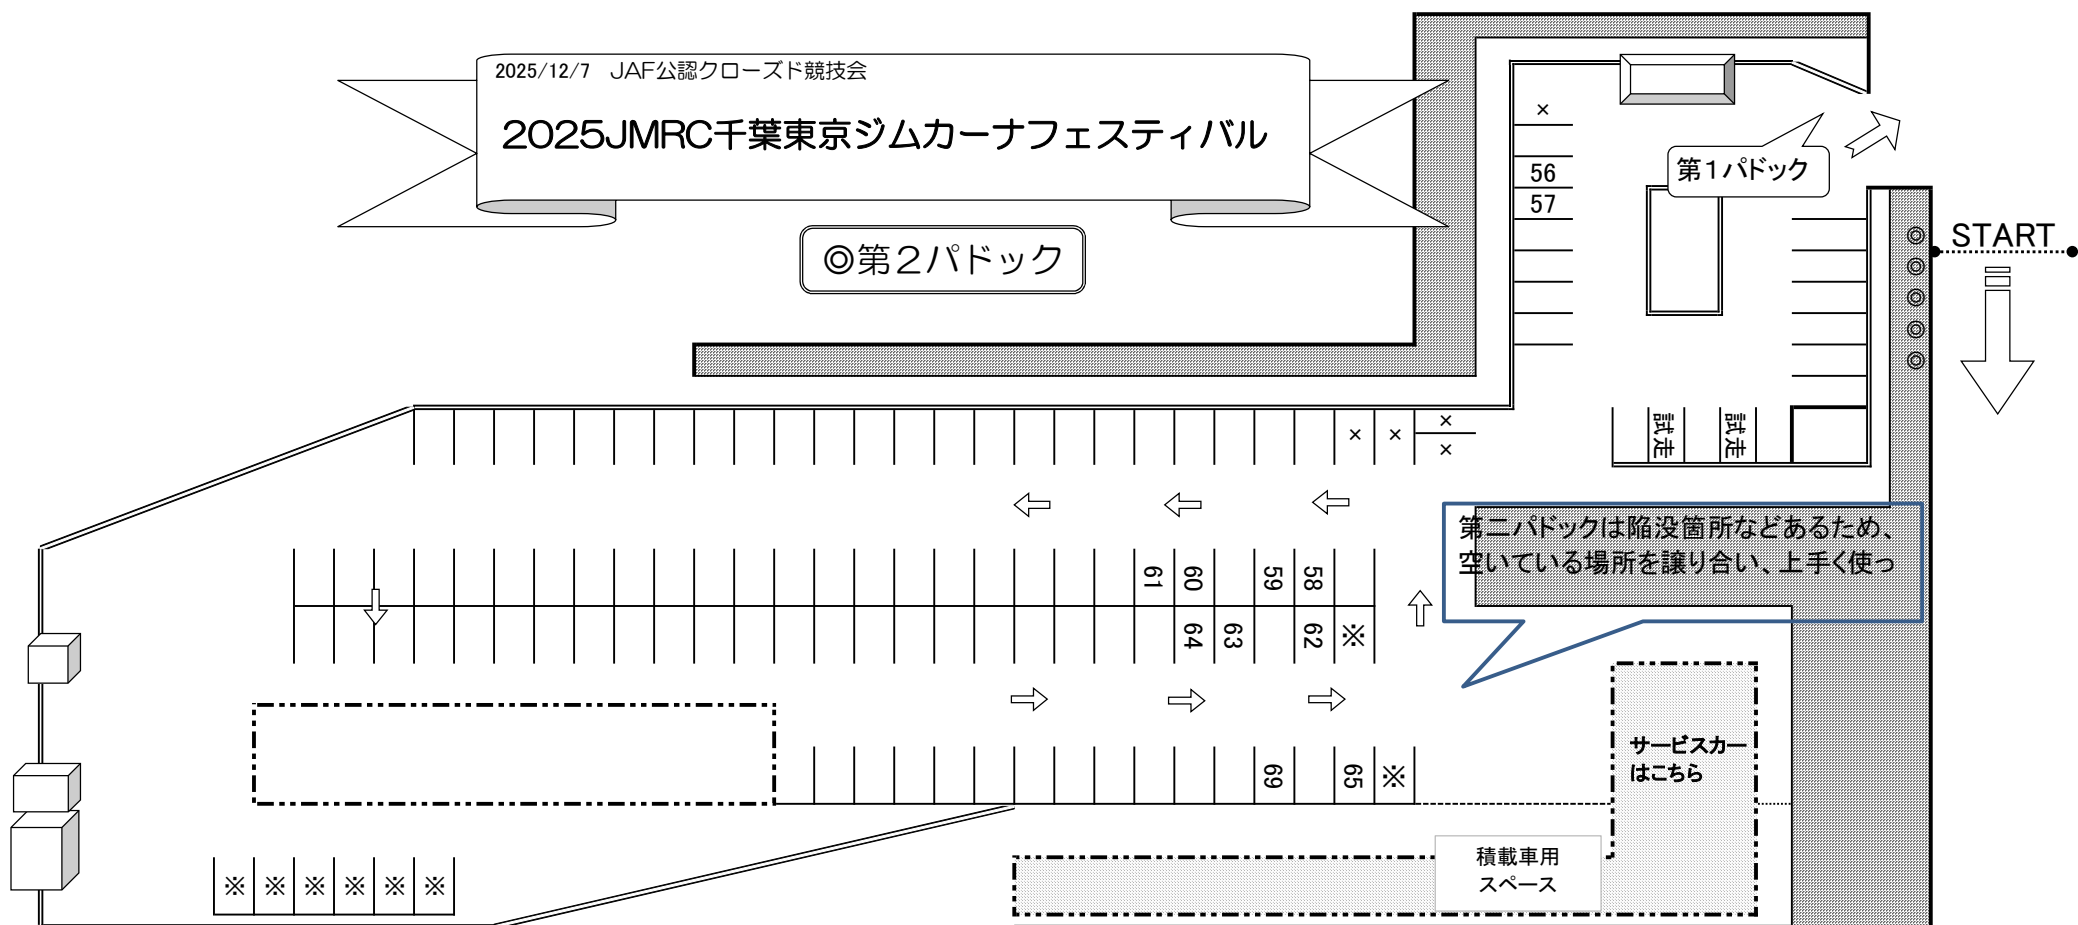 2025/12/7 JAF公認クローズド競技会
2025JMRC千葉東京ジムカーナフェスティバル
◎第2パドック
×
56
57
第1パドック
START
◎
◎
◎
◎
◎
試走
試走
×
×
×
×
第二パドックは陥没箇所などあるため、
空いている場所を譲り合い、上手く使っ
61
60
59
58
64
63
62
※
サービスカー
はこちら
69
65
※
積載車用
スペース
※
※
※
※
※
※